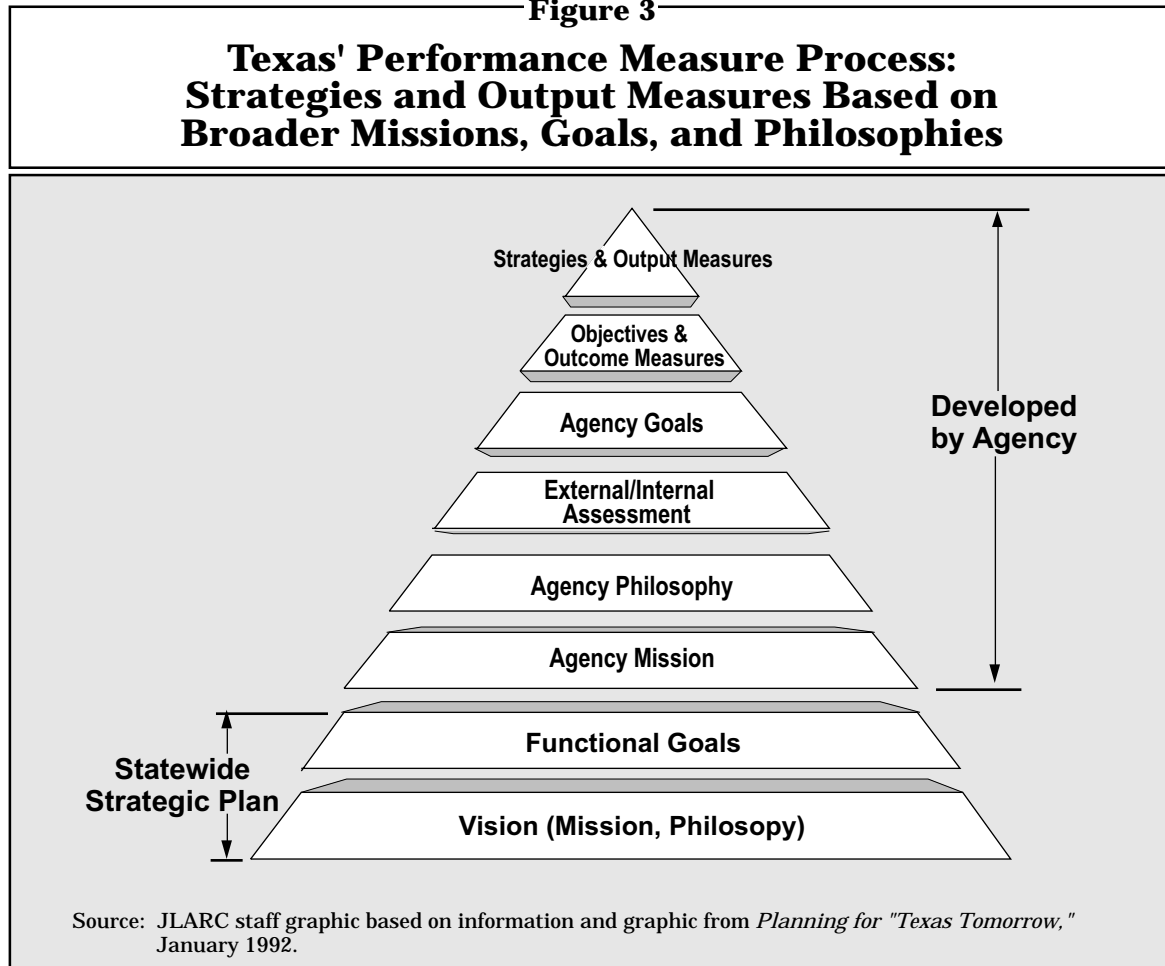 Figure 3
Texas' Performance Measure Process:
Strategies and Output Measures Based on
Broader Missions, Goals, and Philosophies
Strategies & Output Measures
Objectives &
Outcome Measures
Agency Goals
External/Internal
Assessment
Agency Philosophy
Agency Mission
Developed
by Agency
Functional Goals
Vision (Mission, Philosopy)
Statewide
Strategic Plan
Source: JLARC staff graphic based on information and graphic from Planning for "Texas Tomorrow,"
January 1992.